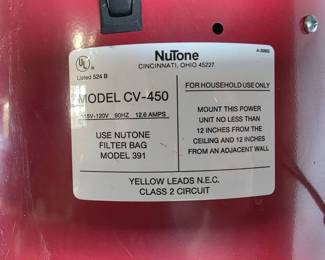 NuTone
CINCINNATI, OHIO 45227
UL
Listed 524 B
MODEL CV-450
115V-120V 60HZ 12.6 AMPS
USE NUTONE
FILTER BAG
MODEL 391
FOR HOUSEHOLD USE ONLY
MOUNT THIS POWER
UNIT NO LESS THAN
12 INCHES FROM THE
CEILING AND 12 INCHES
FROM AN ADJACENT WALL
YELLOW LEADS N.E.C.
CLASS 2 CIRCUIT